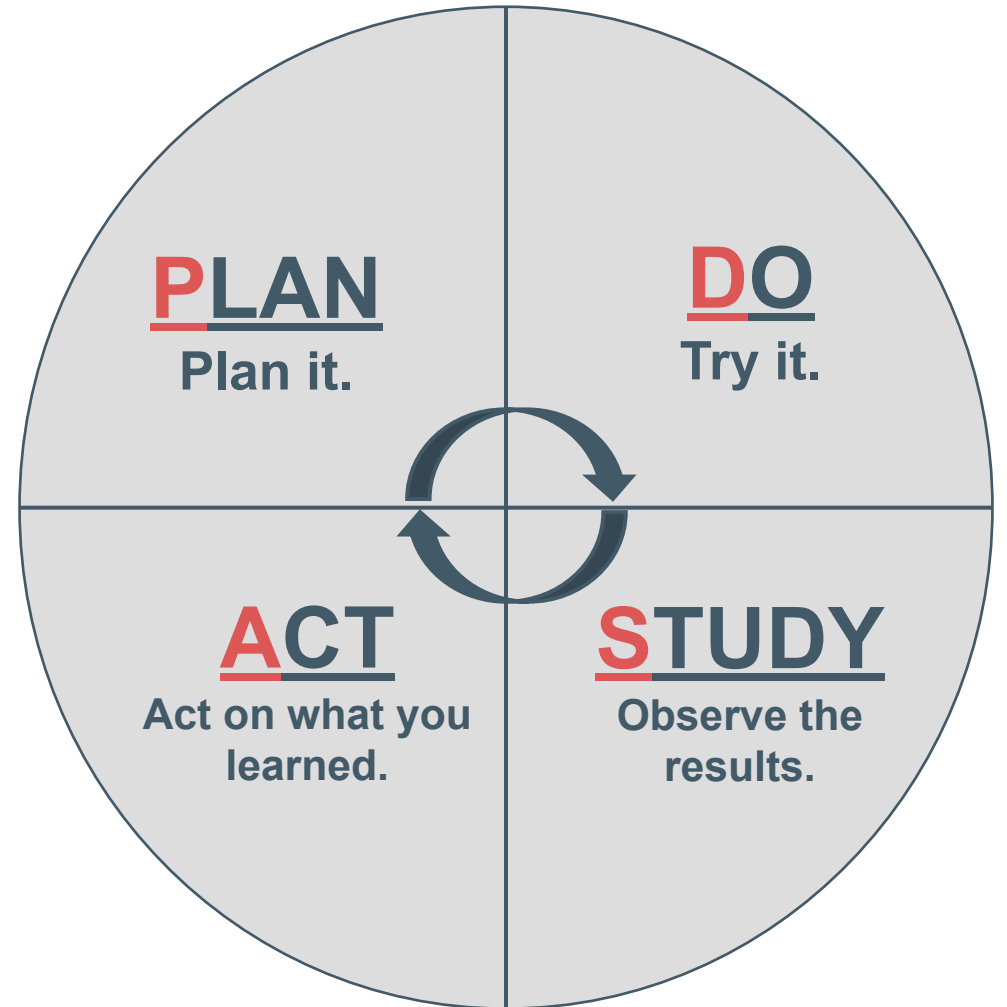 PLAN
Plan it.
DO
Try it.
STUDY
Observe the
results.
ACT
Act on what you
learned.